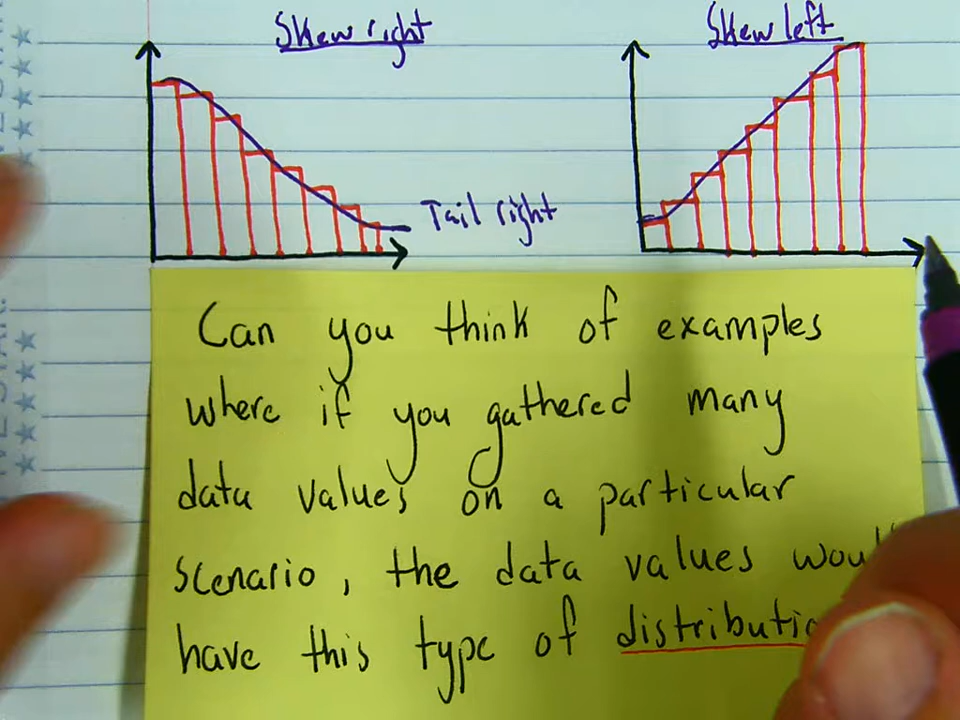 Skew right
Skew left
Tail right
Can you think of examples
where if you gathered many
data values on a particular
scenario, the data values
have this type of